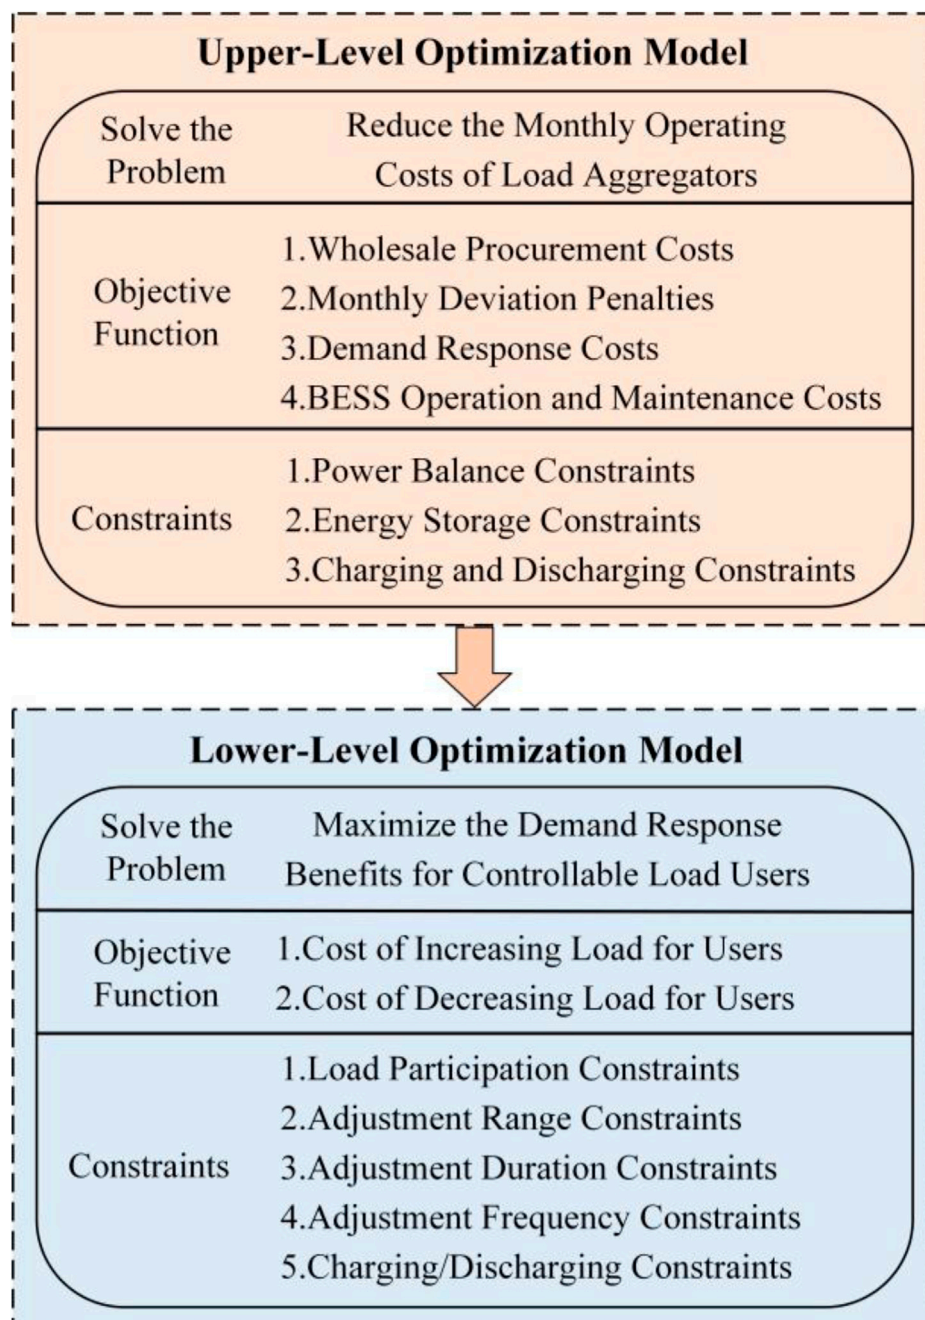 Upper-Level Optimization Model
Solve the
Problem
Reduce the Monthly Operating
Costs of Load Aggregators
Objective
Function
1.Wholesale Procurement Costs
2.Monthly Deviation Penalties
3.Demand Response Costs
4.BESS Operation and Maintenance Costs
Constraints
1.Power Balance Constraints
2.Energy Storage Constraints
3.Charging and Discharging Constraints
Lower-Level Optimization Model
Solve the
Problem
Maximize the Demand Response
Benefits for Controllable Load Users
Objective
Function
1.Cost of Increasing Load for Users
2.Cost of Decreasing Load for Users
Constraints
1.Load Participation Constraints
2.Adjustment Range Constraints
3.Adjustment Duration Constraints
4.Adjustment Frequency Constraints
5.Charging/Discharging Constraints